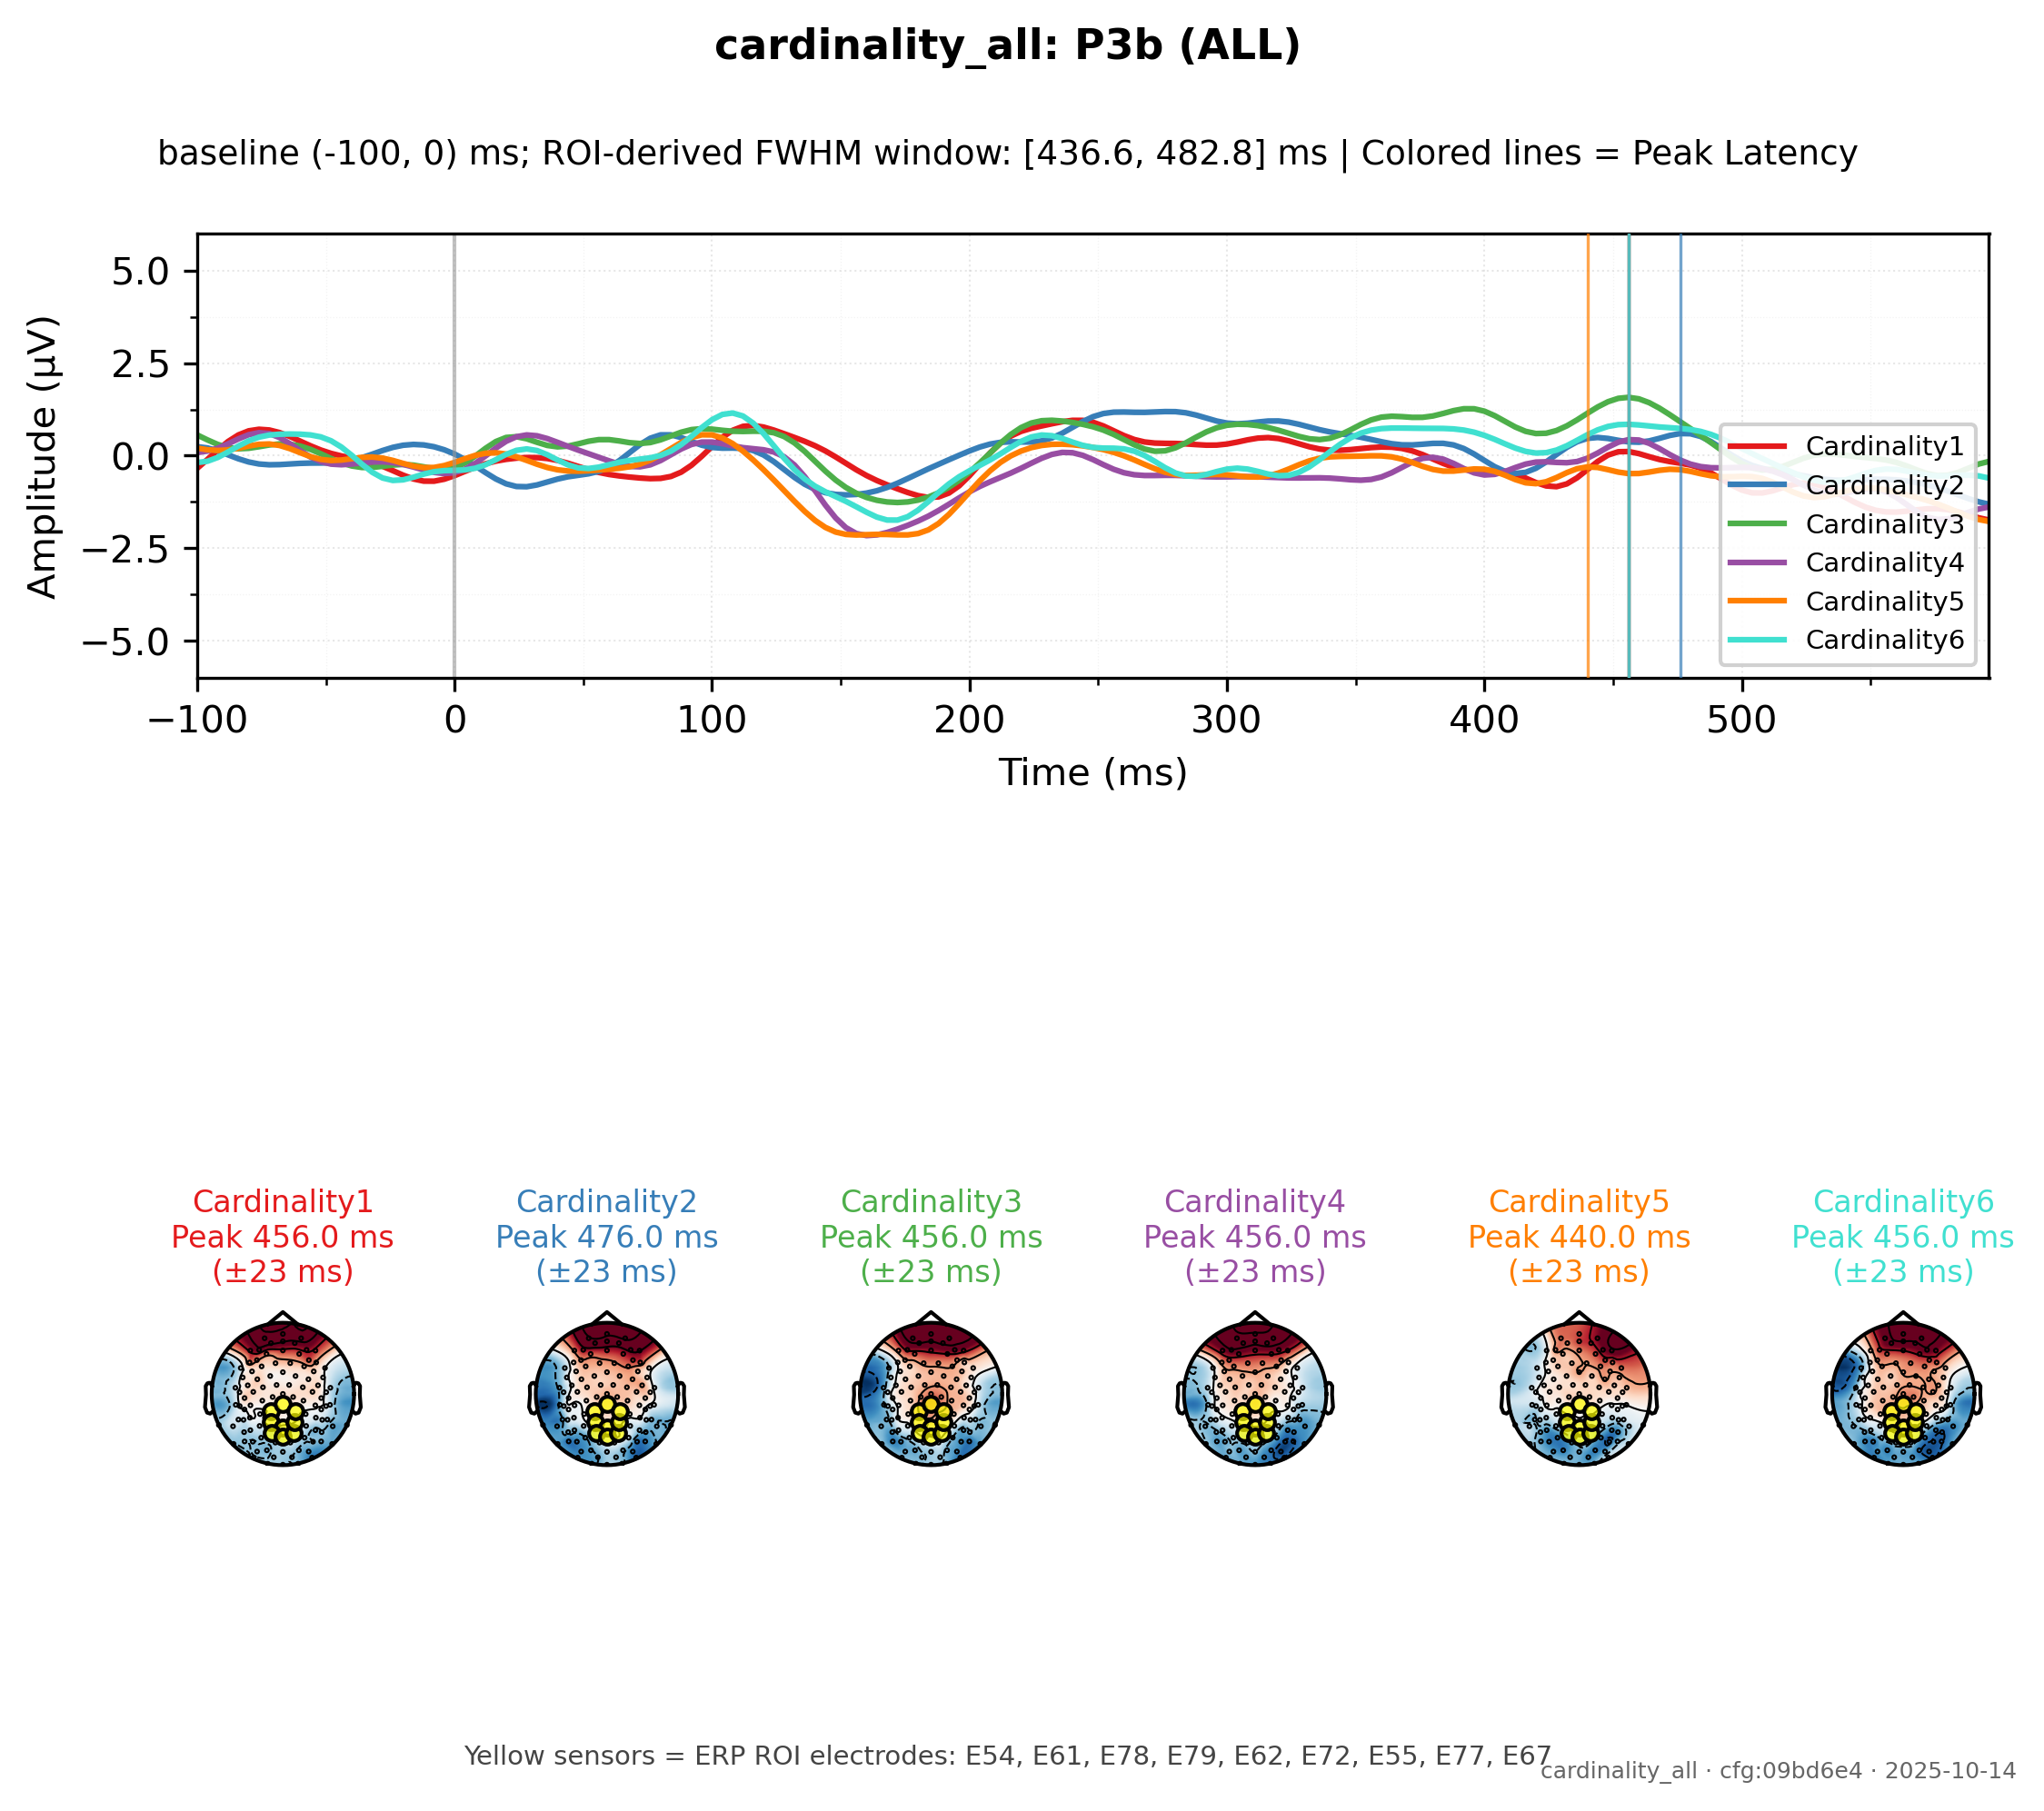 cardinality_all: P3b (ALL)
baseline (-100, 0) ms; ROI-derived FWHM window: [436.6, 482.8] ms | Colored lines = Peak Latency
Amplitude (µV)
5.0
2.5
0.0
−2.5
−5.0
Cardinality1
Cardinality2
Cardinality3
Cardinality4
Cardinality5
Cardinality6
−100 0 100 200 300 400 500
Time (ms)
Cardinality1
Peak 456.0 ms
(±23 ms)
Cardinality2
Peak 476.0 ms
(±23 ms)
Cardinality3
Peak 456.0 ms
(±23 ms)
Cardinality4
Peak 456.0 ms
(±23 ms)
Cardinality5
Peak 440.0 ms
(±23 ms)
Cardinality6
Peak 456.0 ms
(±23 ms)
Yellow sensors = ERP ROI electrodes: E54, E61, E78, E79, E62, E72, E55, E77, E67
cardinality_all · cfg:09bd6e4 · 2025-10-14